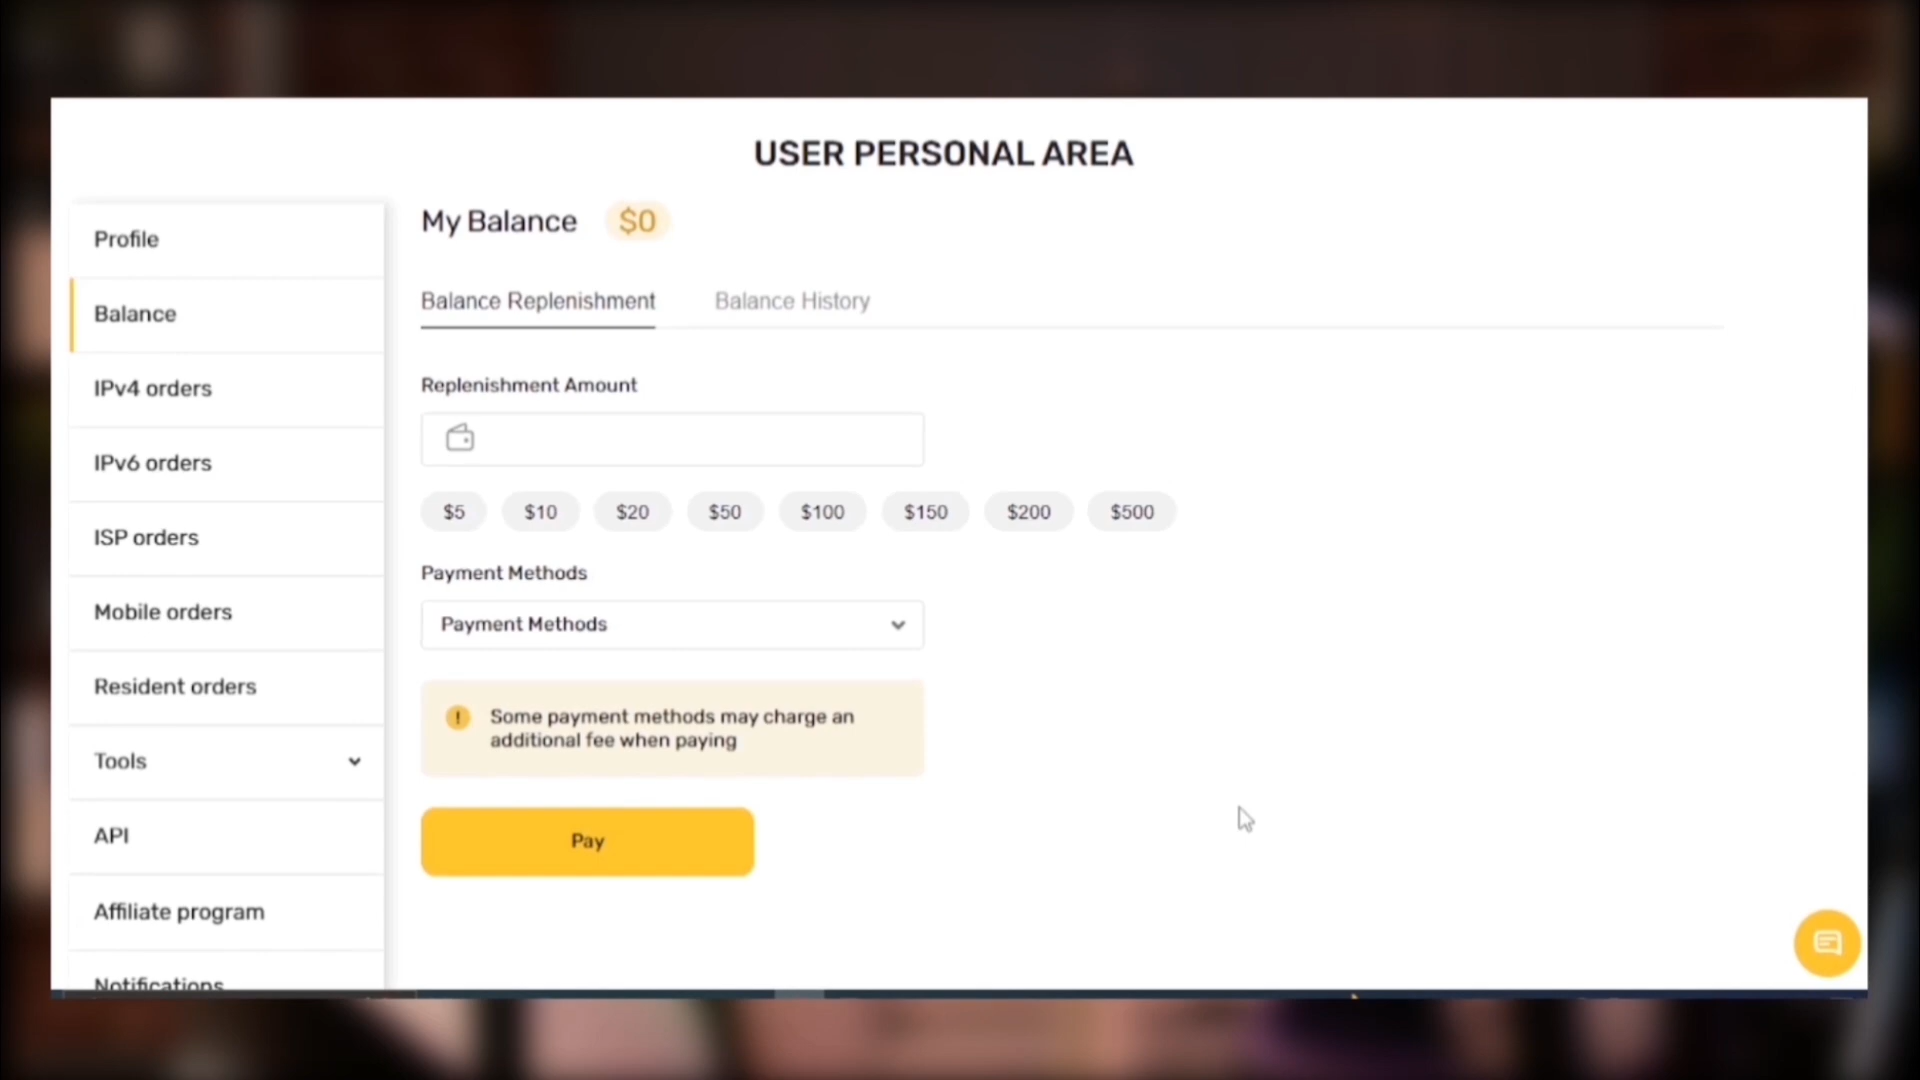 USER PERSONAL AREA
Profile
Balance
IPv4 orders
IPv6 orders
ISP orders
Mobile orders
Resident orders
Tools
API
Affiliate program
Notifications
My Balance $0
Balance Replenishment Balance History
Replenishment Amount
$5 $10 $20 $50 $100 $150 $200 $500
Payment Methods
Payment Methods
! Some payment methods may charge an
additional fee when paying
Pay